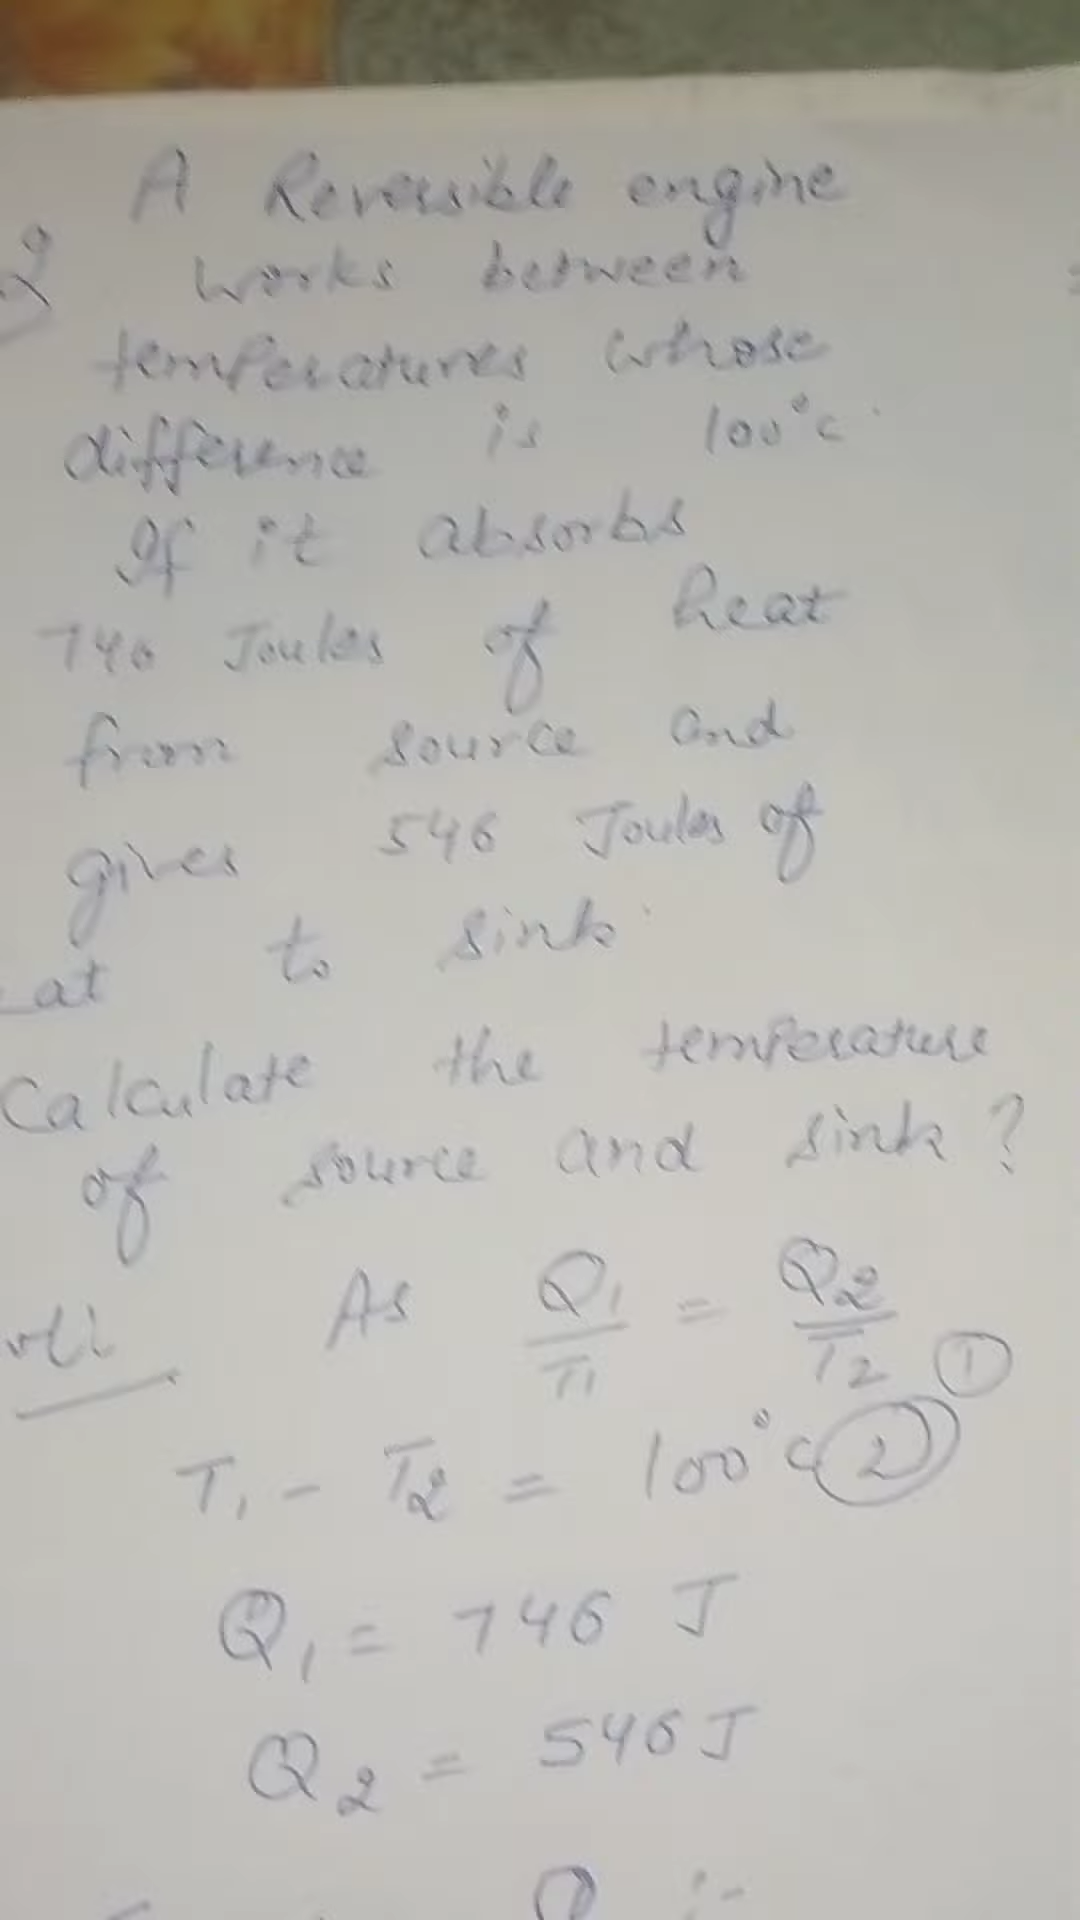 A Reversible engine
works between
temperatures whose
difference is 100°C.
If it absorbs
746 Joules of heat
from source and
gives 546 Joules of
at to sink.
Calculate the temperature
of source and sink?
As Q1/T1 = Q2/T2 ①
T1 - T2 = 100°C ②
Q1 = 746 J
Q2 = 546 J